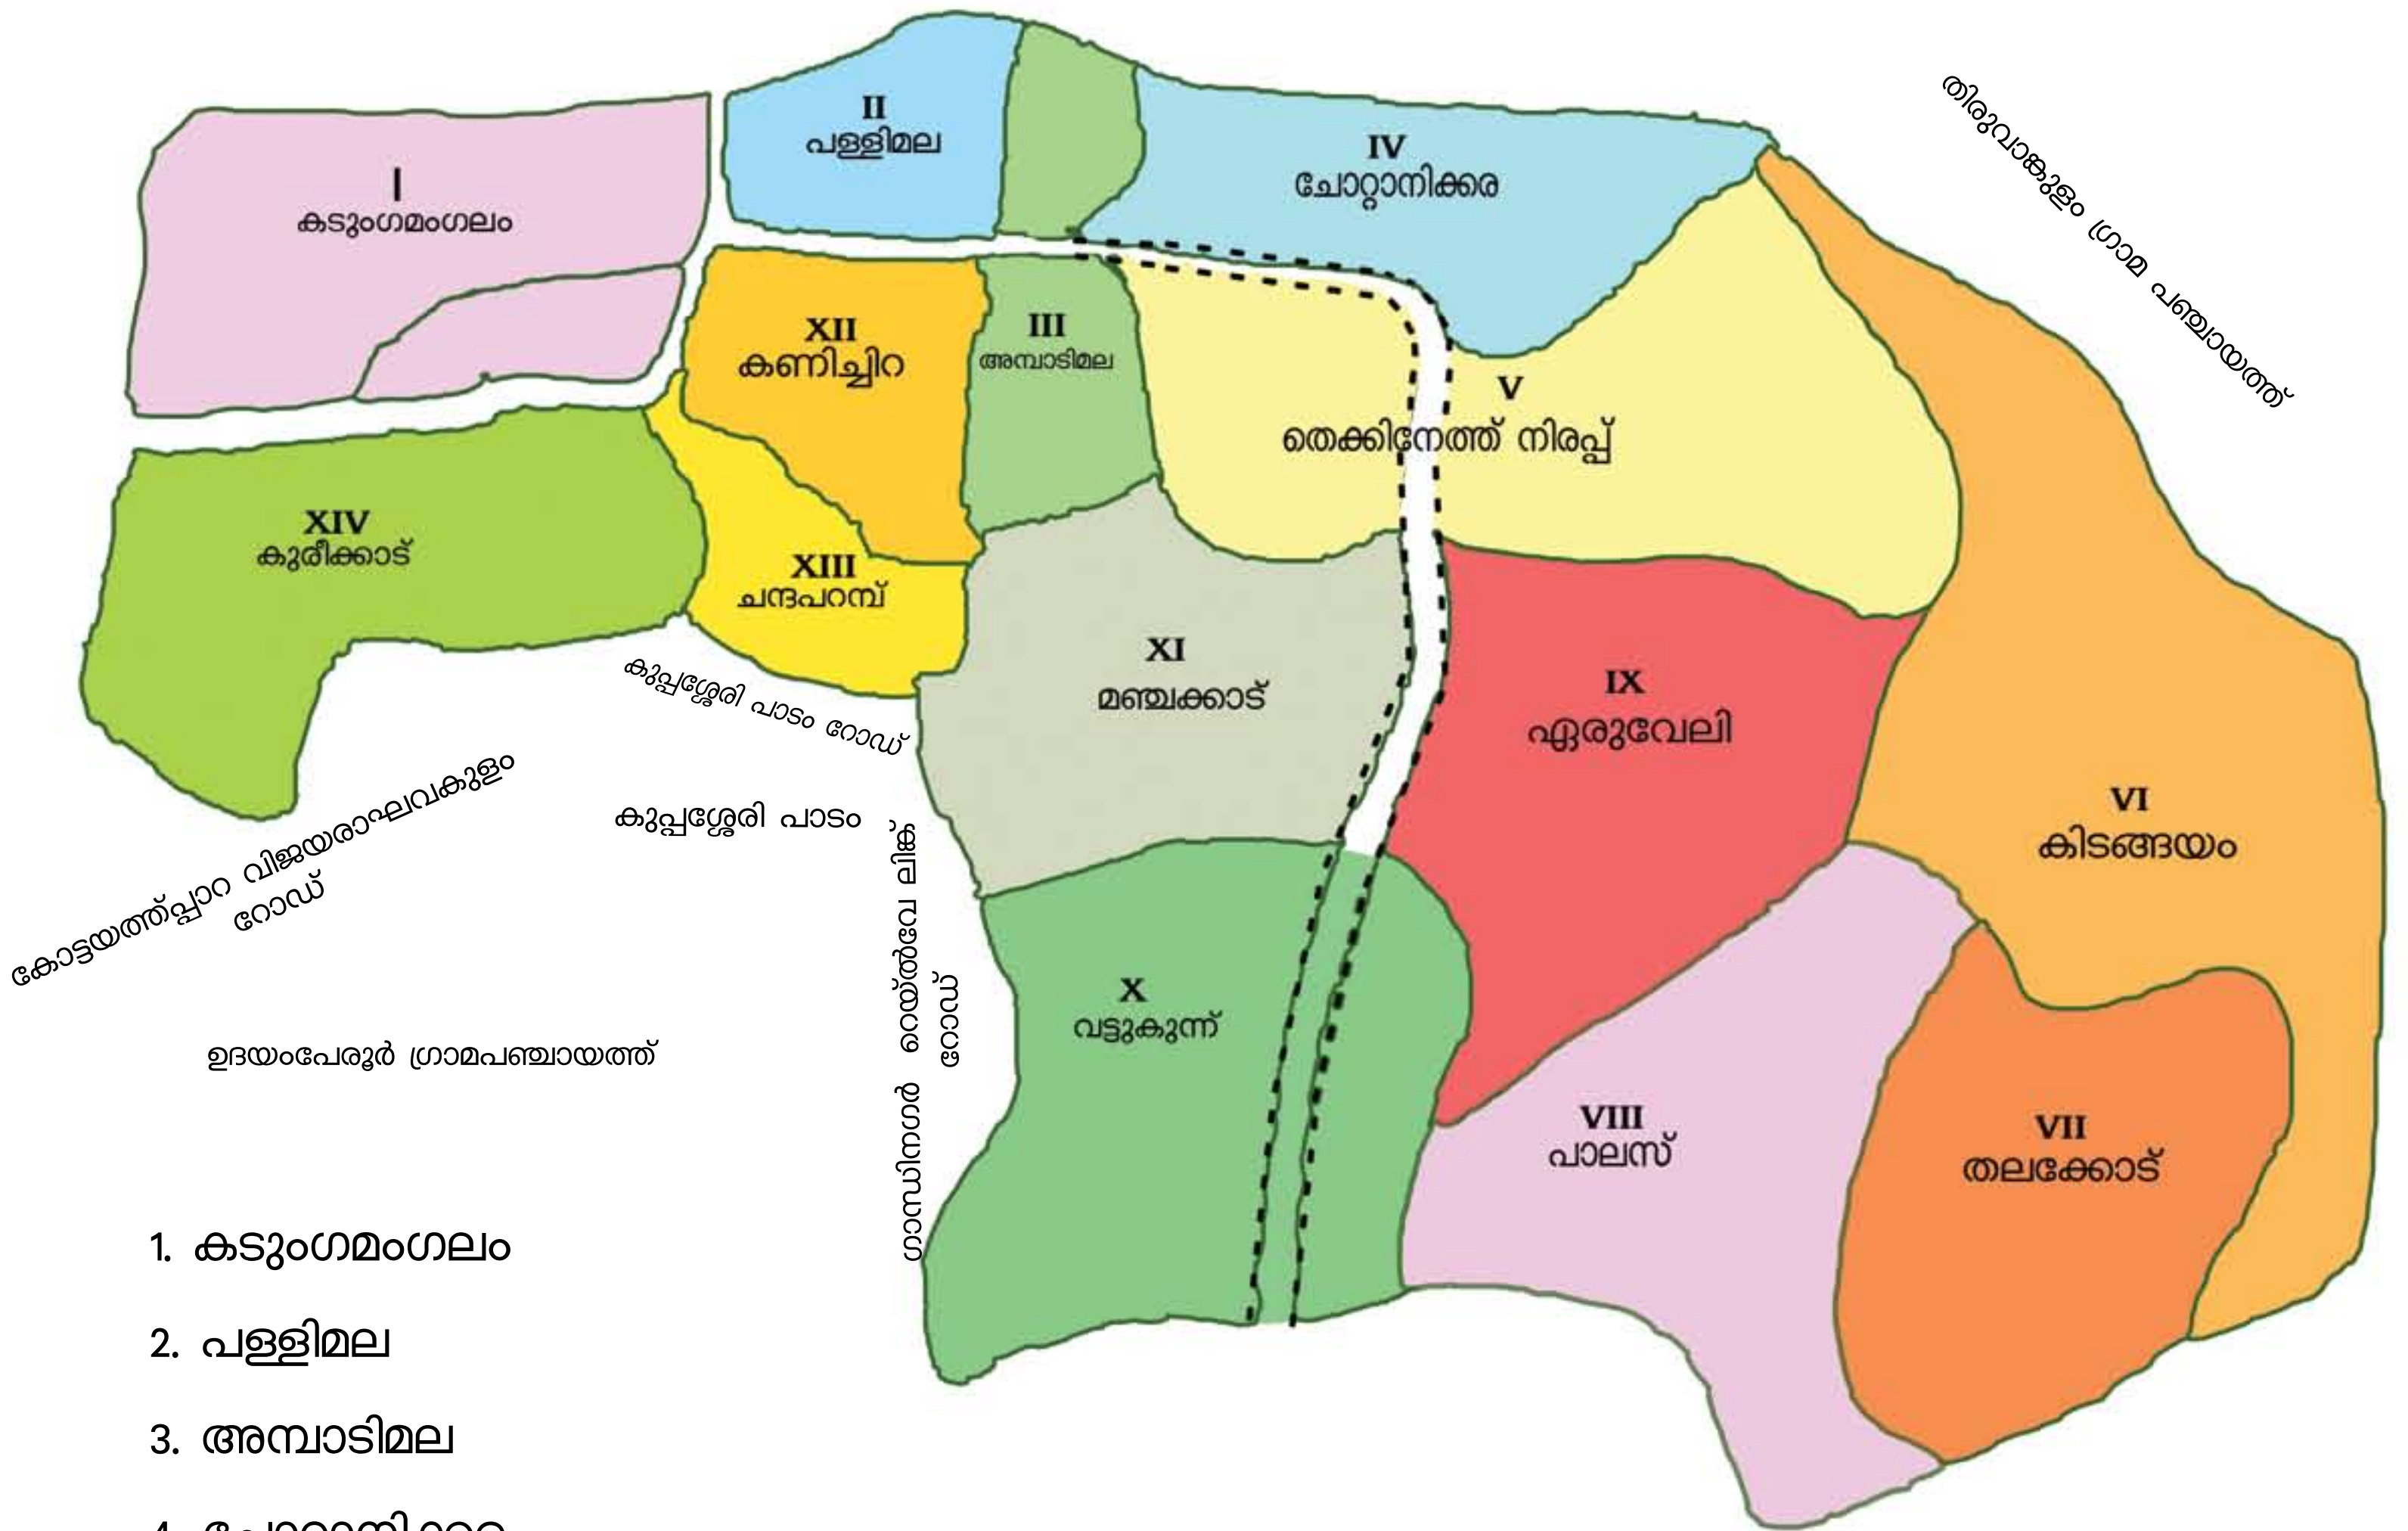 തിരുവാങ്കുളം ഗ്രാമ പഞ്ചായത്ത്
II
പള്ളിമല
IV
ചോറ്റാനിക്കര
I
കടുംഗമംഗലം
XII
കണിച്ചിറ
III
അമ്പാടിമല
V
തെക്കിനേത്ത് നിരപ്പ്
XIV
കുരീക്കാട്
XIII
ചന്ദപറമ്പ്
XI
മഞ്ചക്കാട്
IX
ഏരുവേലി
കുപ്പശ്ശേരി പാടം റോഡ്
കുപ്പശ്ശേരി പാടം
കോട്ടയത്ത്പ്പാറ വിജയരാഘവകുളം
റോഡ്
VI
കിടങ്ങയം
ഗാന്ധിനഗർ റെയ്ൽവേ ലിങ്ക്
റോഡ്
X
വട്ടുകുന്ന്
ഉദയംപേരൂർ ഗ്രാമപഞ്ചായത്ത്
VIII
പാലസ്
VII
തലക്കോട്
1. കടുംഗമംഗലം
2. പള്ളിമല
3. അമ്പാടിമല